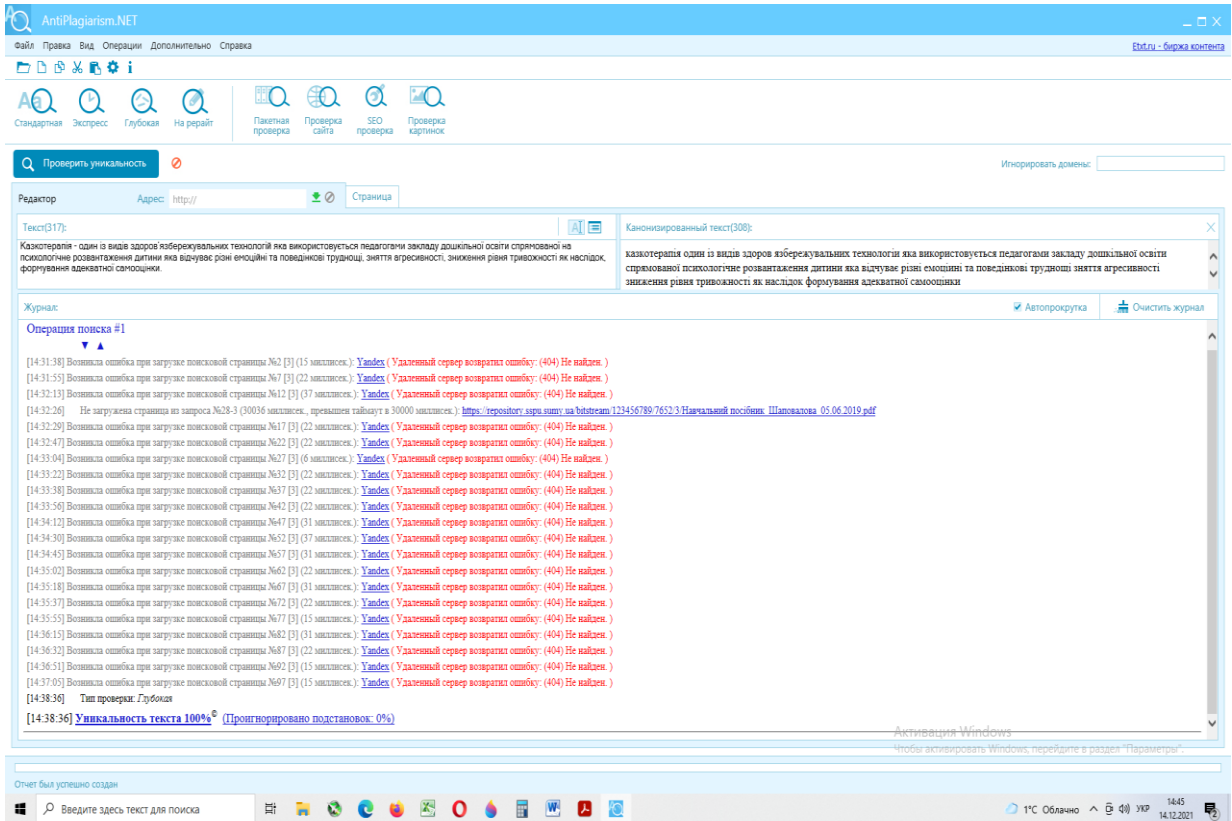 AntiPlagiarism.NET
Файл Правка Вид Операции Дополнительно Справка
Etxt.ru - биржа контента
Стандартная Экспресс Глубокая На рерайт Пакетная проверка Проверка сайта SEO проверка Проверка картинок
Проверить уникальность
Игнорировать домены:
Редактор Адрес: http:// Страница
Текст(317):
Казкотерапія - один із видів здоров'язбережувальних технологій яка використовується педагогами закладу дошкільної освіти спрямованої на
психологічне розвантаження дитини яка відчуває різні емоційні та поведінкові труднощі, зняття агресивності, зниження рівня тривожності як наслідок,
формування адекватної самооцінки.
Канонизированный текст(308):
казкотерапія один із видів здоров язбережувальних технологіи яка використовується педагогами закладу дошкільної освіти
спрямованої психологічне розвантаження дитини яка відчуває різні емоціині та поведінкові труднощі зняття агресивності
зниження рівня тривожності як наслідок формування адекватної самооцінки
Журнал:
Автопрокрутка
Очистить журнал
Операция поиска #1
[14:31:38] Возникла ошибка при загрузке поисковой страницы №2 [3] (15 миллисек.): Yandex ( Удаленный сервер возвратил ошибку: (404) Не найден. )
[14:31:55] Возникла ошибка при загрузке поисковой страницы №7 [3] (22 миллисек.): Yandex ( Удаленный сервер возвратил ошибку: (404) Не найден. )
[14:32:13] Возникла ошибка при загрузке поисковой страницы №12 [3] (37 миллисек.): Yandex ( Удаленный сервер возвратил ошибку: (404) Не найден. )
[14:32:26] Не загружена страница из запроса №28-3 (30036 миллисек., превышен таймаут в 30000 миллисек.): https://repository.sspu.sumy.ua/bitstream/123456789/7652/3/Навчальний посібник_Шаповалова_05.06.2019.pdf
[14:32:29] Возникла ошибка при загрузке поисковой страницы №17 [3] (22 миллисек.): Yandex ( Удаленный сервер возвратил ошибку: (404) Не найден. )
[14:32:47] Возникла ошибка при загрузке поисковой страницы №22 [3] (22 миллисек.): Yandex ( Удаленный сервер возвратил ошибку: (404) Не найден. )
[14:33:04] Возникла ошибка при загрузке поисковой страницы №27 [3] (6 миллисек.): Yandex ( Удаленный сервер возвратил ошибку: (404) Не найден. )
[14:33:22] Возникла ошибка при загрузке поисковой страницы №32 [3] (22 миллисек.): Yandex ( Удаленный сервер возвратил ошибку: (404) Не найден. )
[14:33:38] Возникла ошибка при загрузке поисковой страницы №37 [3] (22 миллисек.): Yandex ( Удаленный сервер возвратил ошибку: (404) Не найден. )
[14:33:56] Возникла ошибка при загрузке поисковой страницы №42 [3] (22 миллисек.): Yandex ( Удаленный сервер возвратил ошибку: (404) Не найден. )
[14:34:12] Возникла ошибка при загрузке поисковой страницы №47 [3] (31 миллисек.): Yandex ( Удаленный сервер возвратил ошибку: (404) Не найден. )
[14:34:30] Возникла ошибка при загрузке поисковой страницы №52 [3] (37 миллисек.): Yandex ( Удаленный сервер возвратил ошибку: (404) Не найден. )
[14:34:45] Возникла ошибка при загрузке поисковой страницы №57 [3] (31 миллисек.): Yandex ( Удаленный сервер возвратил ошибку: (404) Не найден. )
[14:35:02] Возникла ошибка при загрузке поисковой страницы №62 [3] (22 миллисек.): Yandex ( Удаленный сервер возвратил ошибку: (404) Не найден. )
[14:35:18] Возникла ошибка при загрузке поисковой страницы №67 [3] (31 миллисек.): Yandex ( Удаленный сервер возвратил ошибку: (404) Не найден. )
[14:35:37] Возникла ошибка при загрузке поисковой страницы №72 [3] (22 миллисек.): Yandex ( Удаленный сервер возвратил ошибку: (404) Не найден. )
[14:35:55] Возникла ошибка при загрузке поисковой страницы №77 [3] (15 миллисек.): Yandex ( Удаленный сервер возвратил ошибку: (404) Не найден. )
[14:36:15] Возникла ошибка при загрузке поисковой страницы №82 [3] (31 миллисек.): Yandex ( Удаленный сервер возвратил ошибку: (404) Не найден. )
[14:36:32] Возникла ошибка при загрузке поисковой страницы №87 [3] (22 миллисек.): Yandex ( Удаленный сервер возвратил ошибку: (404) Не найден. )
[14:36:51] Возникла ошибка при загрузке поисковой страницы №92 [3] (15 миллисек.): Yandex ( Удаленный сервер возвратил ошибку: (404) Не найден. )
[14:37:05] Возникла ошибка при загрузке поисковой страницы №97 [3] (15 миллисек.): Yandex ( Удаленный сервер возвратил ошибку: (404) Не найден. )
[14:38:36] Тип проверки: Глубокая
[14:38:36] Уникальность текста 100%© (Проигнорировано подстановок: 0%)
Активация Windows
Чтобы активировать Windows, перейдите в раздел "Параметры".
Отчет был успешно создан
Введите здесь текст для поиска
1°C Облачно
УКР
14:45
14.12.2021
2